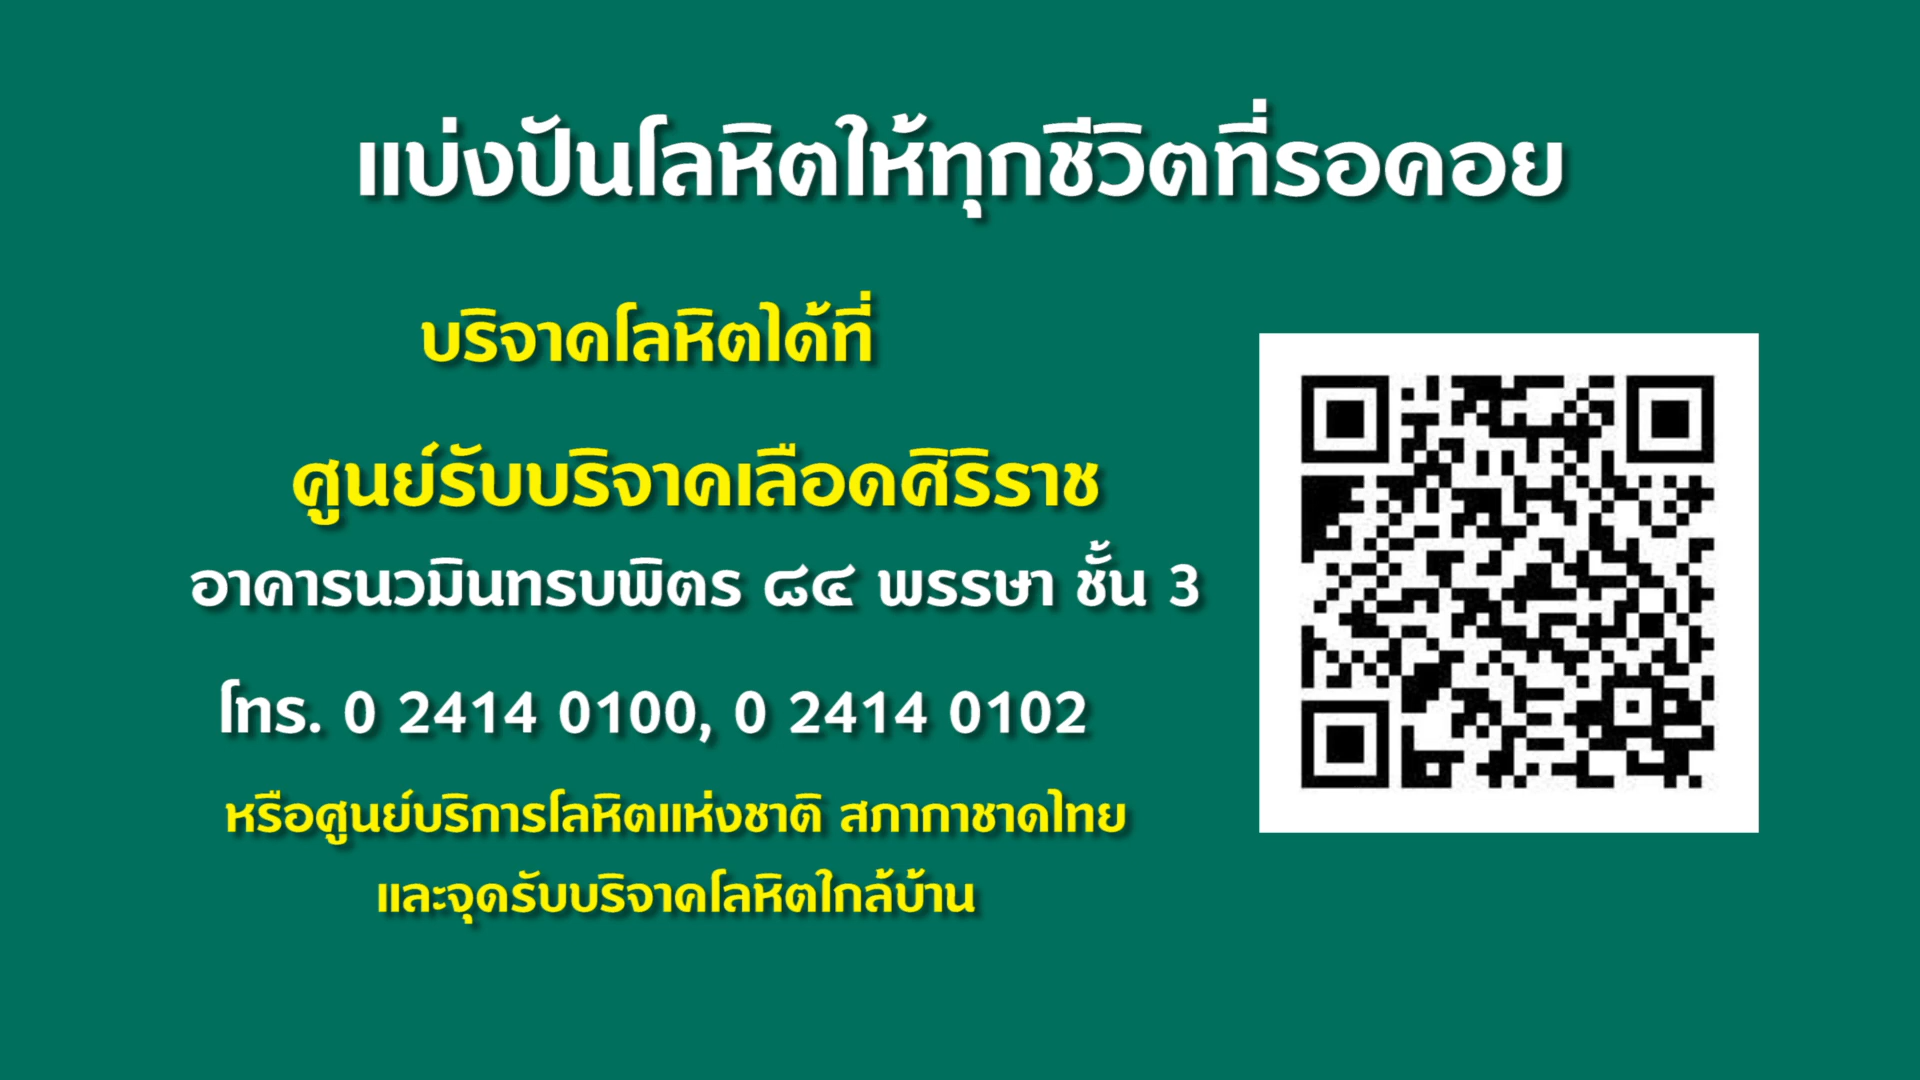 แบ่งปันโลหิตให้ทุกชีวิตที่รอคอย
บริจาคโลหิตได้ที่
ศูนย์รับบริจาคเลือดศิริราช
อาคารนวมินทรบพิตร ๘๔ พรรษา ชั้น 3
โทร. 0 2414 0100, 0 2414 0102
หรือศูนย์บริการโลหิตแห่งชาติ สภากาชาดไทย
และจุดรับบริจาคโลหิตใกล้บ้าน